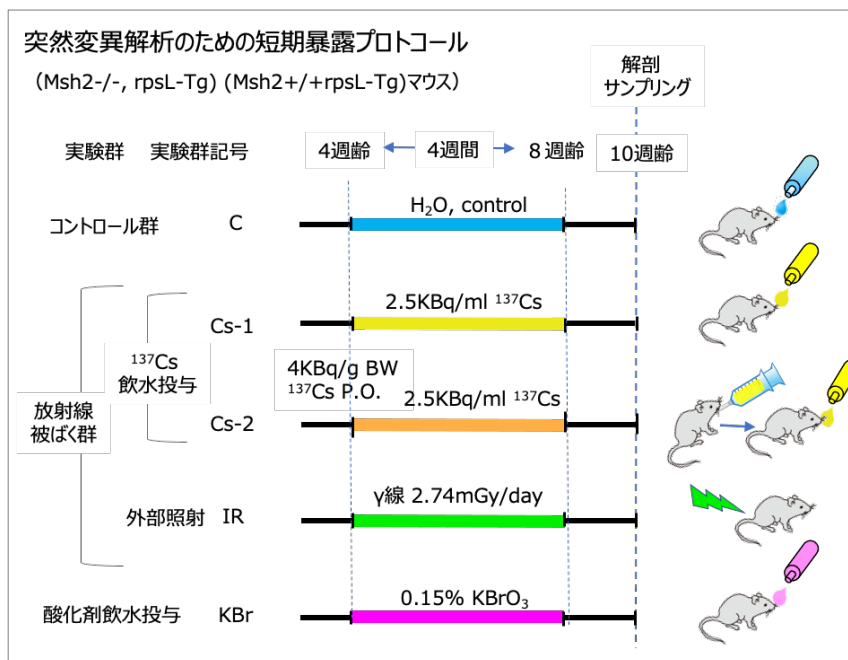 突然変異解析のための短期暴露プロトコール
（Msh2-/-, rpsL-Tg) (Msh2+/+rpsL-Tg)マウス）
解剖
サンプリング
実験群 実験群記号
4週齢 4週間 8週齢 10週齢
コントロール群 C H₂O, control
Cs-1 2.5KBq/ml ¹³⁷Cs
¹³⁷Cs
飲水投与
4KBq/g BW
¹³⁷Cs P.O.
放射線
被ばく群
Cs-2 2.5KBq/ml ¹³⁷Cs
外部照射 IR γ線 2.74mGy/day
酸化剤飲水投与 KBr 0.15% KBrO₃